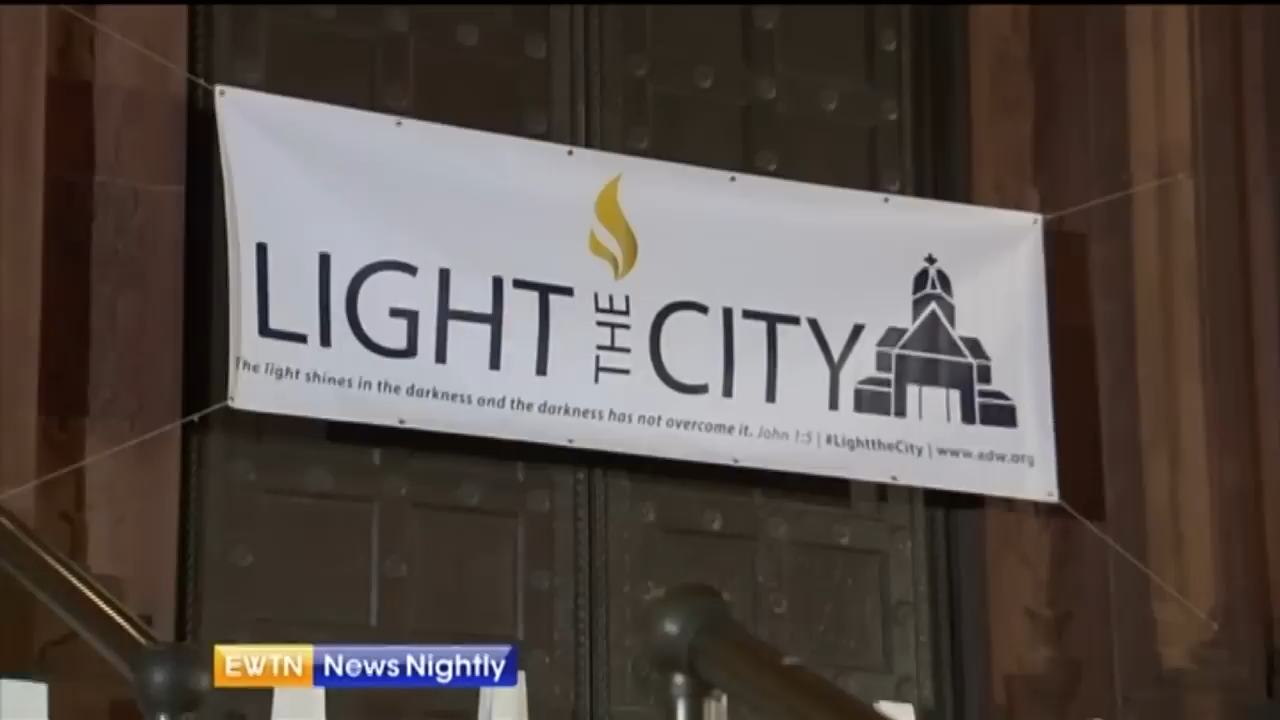 LIGHT THE CITY
The light shines in the darkness and the darkness has not overcome it. John 1:5 | #LighttheCity | www.adw.org
EWTN News Nightly